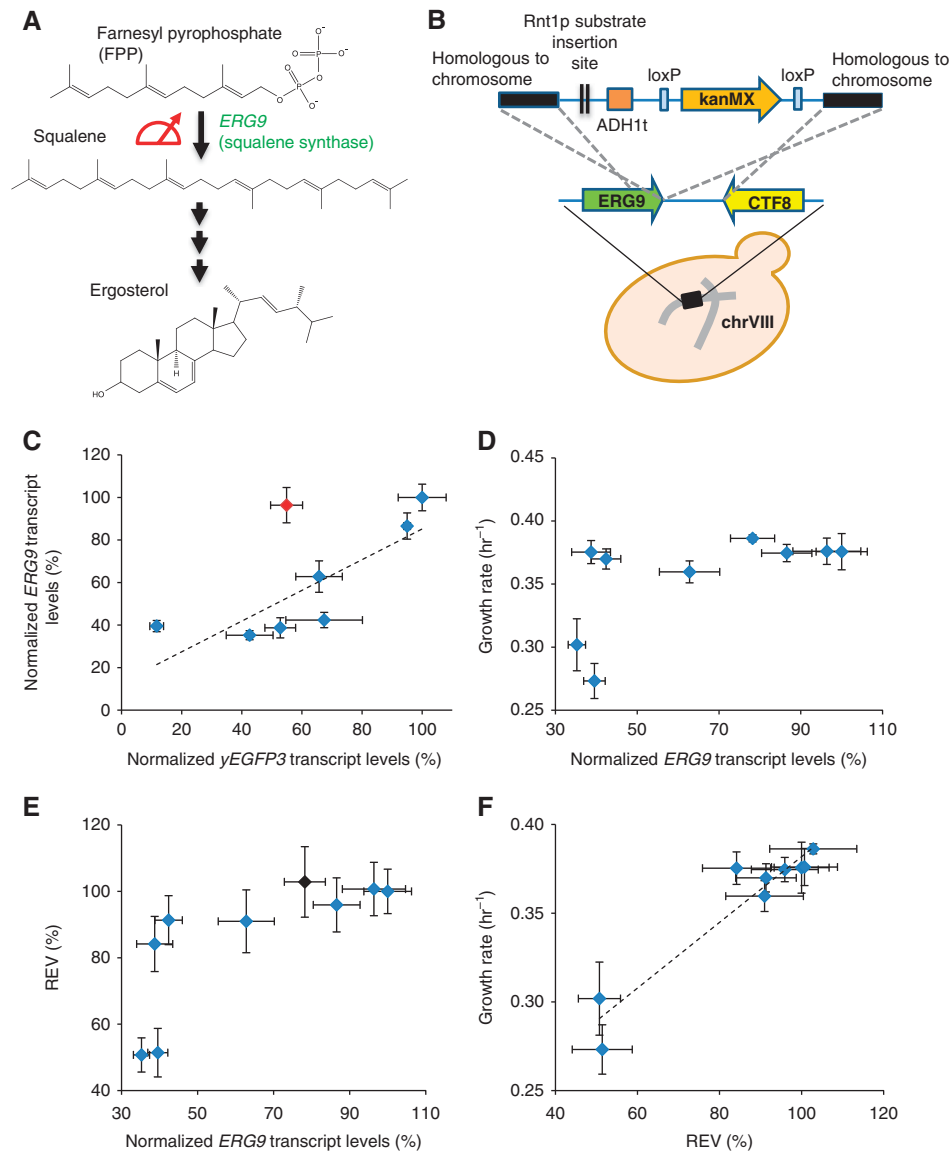 A
Farnesyl pyrophosphate
(FPP)
O⁻
O
P
O⁻
O
O
P
O
O⁻
ERG9
(squalene synthase)
Squalene
Ergosterol
H
HO
B
Rnt1p substrate
insertion
site
Homologous to
chromosome
loxP
loxP
Homologous to
chromosome
kanMX
ADH1t
ERG9
CTF8
chrVIII
C
Normalized ERG9 transcript
levels (%)
120
100
80
60
40
20
0
0
20
40
60
80
100
Normalized yEGFP3 transcript levels (%)
D
Growth rate (hr⁻¹)
0.45
0.40
0.35
0.30
0.25
30
50
70
90
110
Normalized ERG9 transcript levels (%)
E
REV (%)
120
100
80
60
40
30
50
70
90
110
Normalized ERG9 transcript levels (%)
F
Growth rate (hr⁻¹)
0.40
0.35
0.30
0.25
40
60
80
100
120
REV (%)